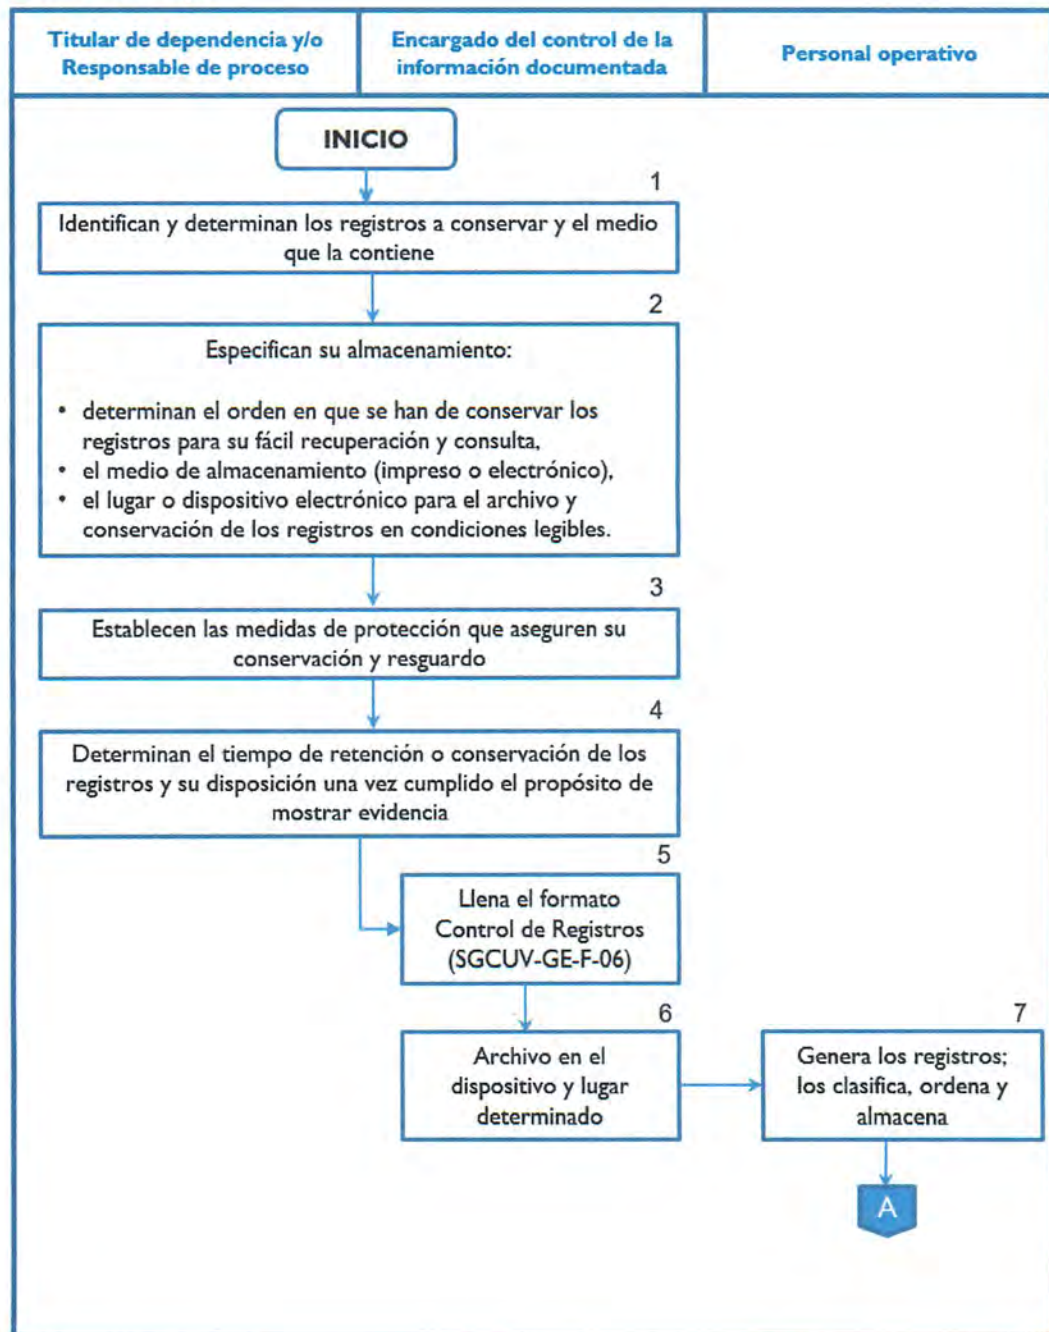 Titular de dependencia y/o
Responsable de proceso
Encargado del control de la
información documentada
Personal operativo
INICIO
1
Identifican y determinan los registros a conservar y el medio
que la contiene
2
Especifican su almacenamiento:
• determinan el orden en que se han de conservar los
registros para su fácil recuperación y consulta,
• el medio de almacenamiento (impreso o electrónico),
• el lugar o dispositivo electrónico para el archivo y
conservación de los registros en condiciones legibles.
3
Establecen las medidas de protección que aseguren su
conservación y resguardo
4
Determinan el tiempo de retención o conservación de los
registros y su disposición una vez cumplido el propósito de
mostrar evidencia
5
Llena el formato
Control de Registros
(SGCUV-GE-F-06)
6
Archivo en el
dispositivo y lugar
determinado
7
Genera los registros;
los clasifica, ordena y
almacena
A